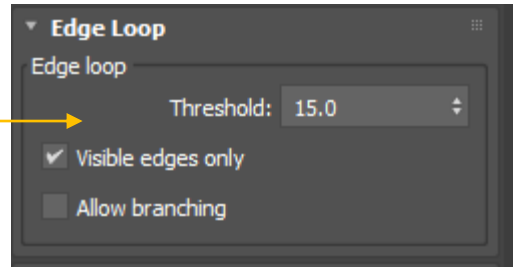 Edge Loop
Edge loop
Threshold: 15.0
Visible edges only
Allow branching